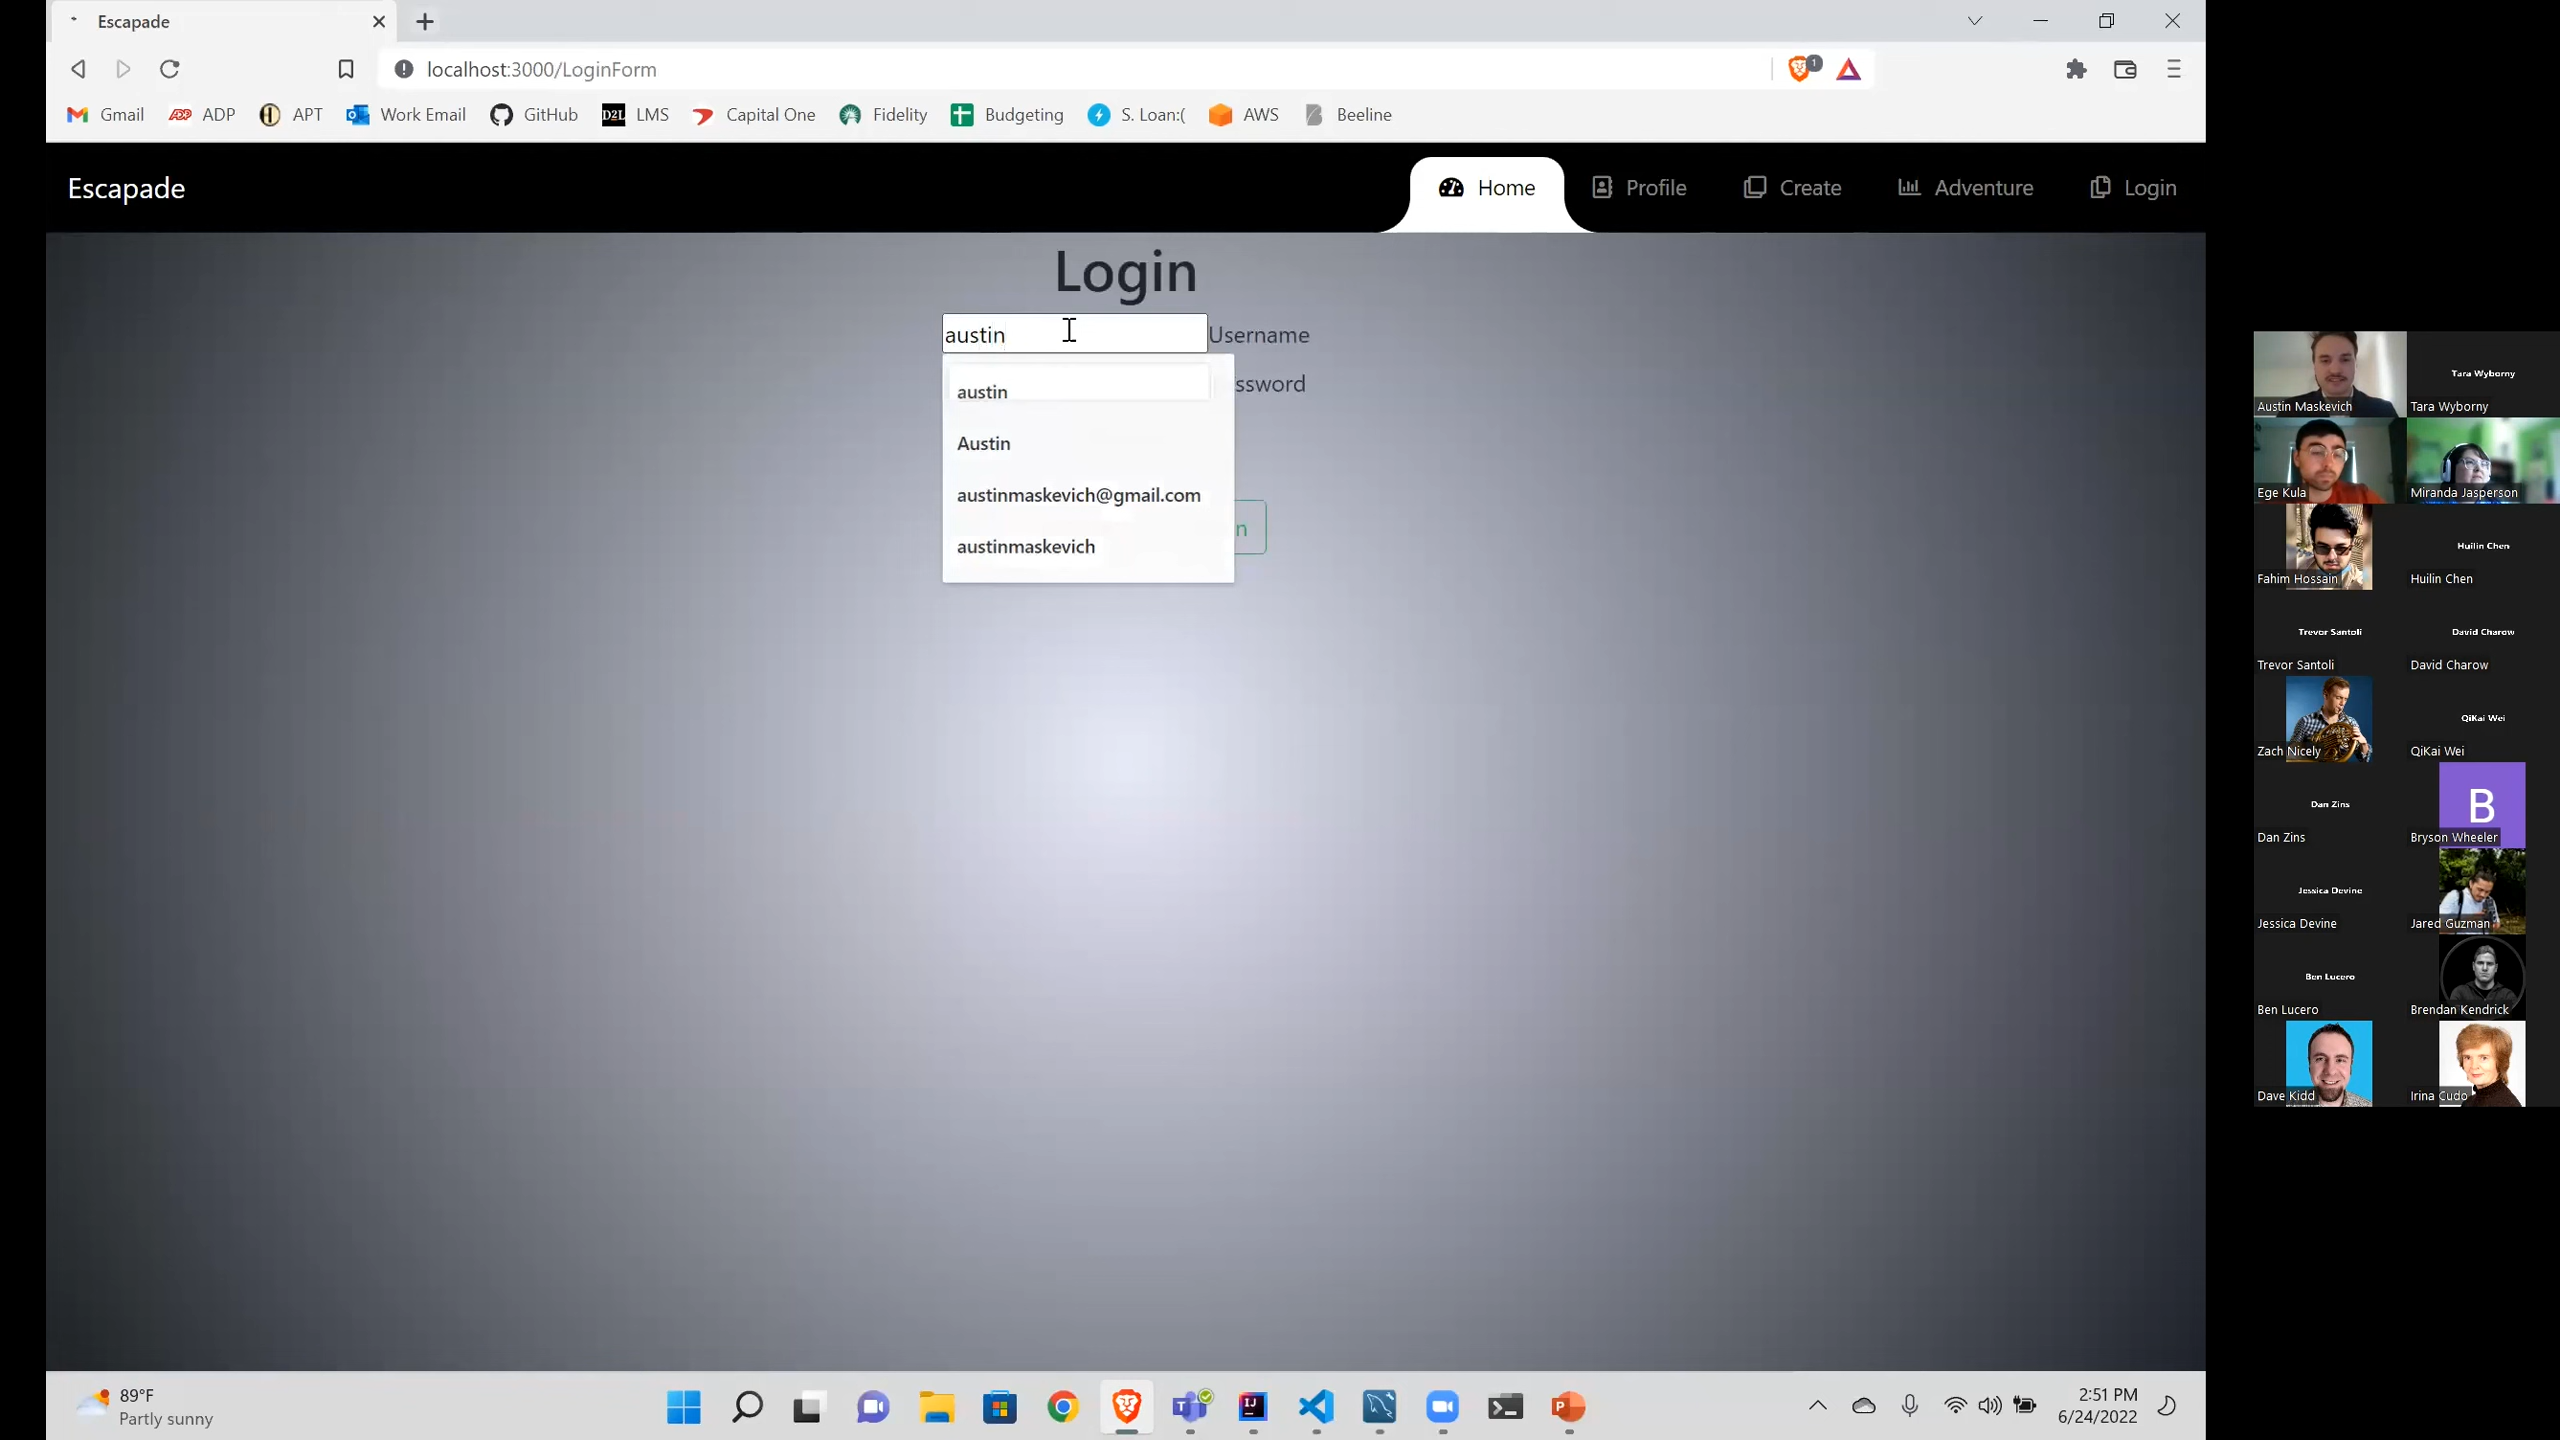 Escapade
localhost:3000/LoginForm
1
Gmail ADP APT Work Email GitHub D2L LMS Capital One Fidelity Budgeting S. Loan:( AWS Beeline
Escapade Home Profile Create Adventure Login
Login
austin Username
ssword
austin
Austin
austinmaskevich@gmail.com
n
austinmaskevich
Tara Wyborny
Austin Maskevich Tara Wyborny
Ege Kula Miranda Jasperson
Huilin Chen
Fahim Hossain Huilin Chen
Trevor Santoli David Charow
Trevor Santoli David Charow
QiKai Wei
Zach Nicely QiKai Wei
Dan Zins B
Dan Zins Bryson Wheeler
Jessica Devine
Jessica Devine Jared Guzman
Ben Lucero
Ben Lucero Brendan Kendrick
Dave Kidd Irina Cudo
89°F
Partly sunny
2:51 PM
6/24/2022